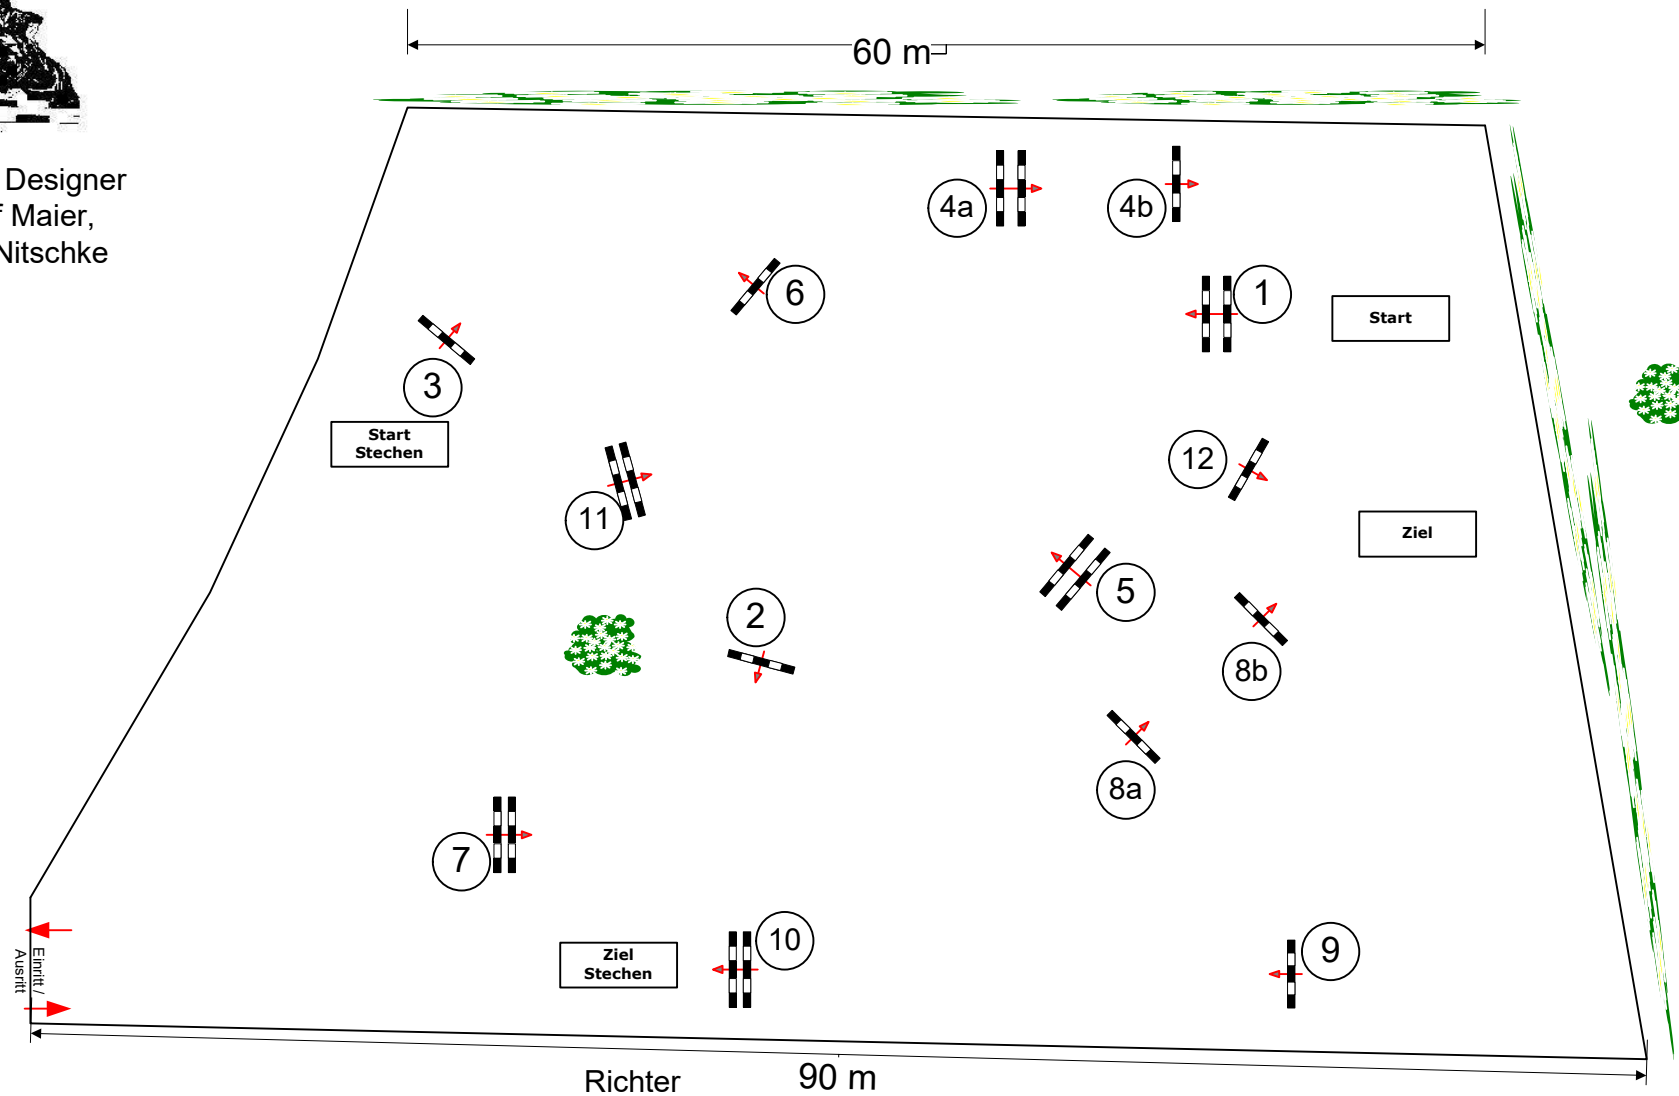 60 m
Designer
Maier,
Nitschke
4a
4b
6
1
Start
3
Start
Stechen
12
11
Ziel
5
2
8b
8a
7
10
9
Ziel
Stechen
Einritt /
Ausritt
Richter
90 m